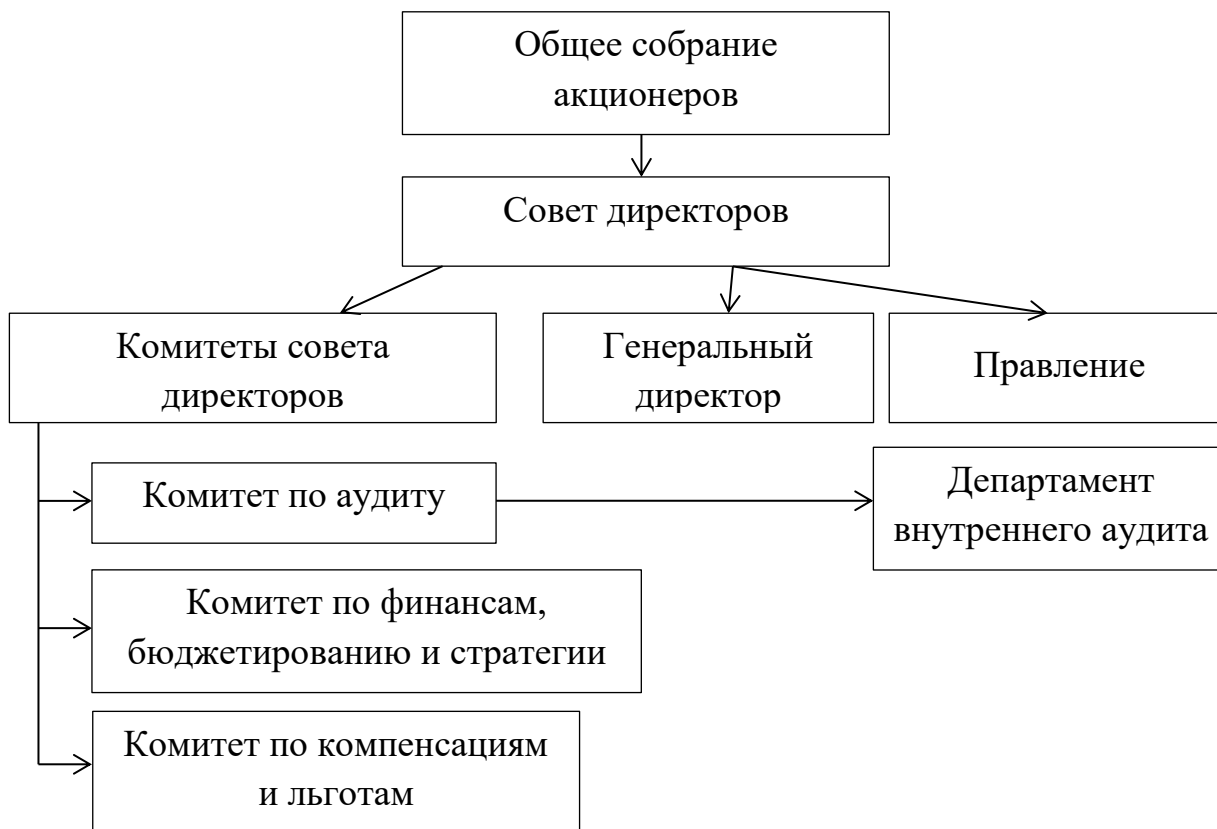 Общее собрание
акционеров
Совет директоров
Комитеты совета
директоров
Генеральный
директор
Правление
Комитет по аудиту
Департамент
внутреннего аудита
Комитет по финансам,
бюджетированию и стратегии
Комитет по компенсациям
и льготам